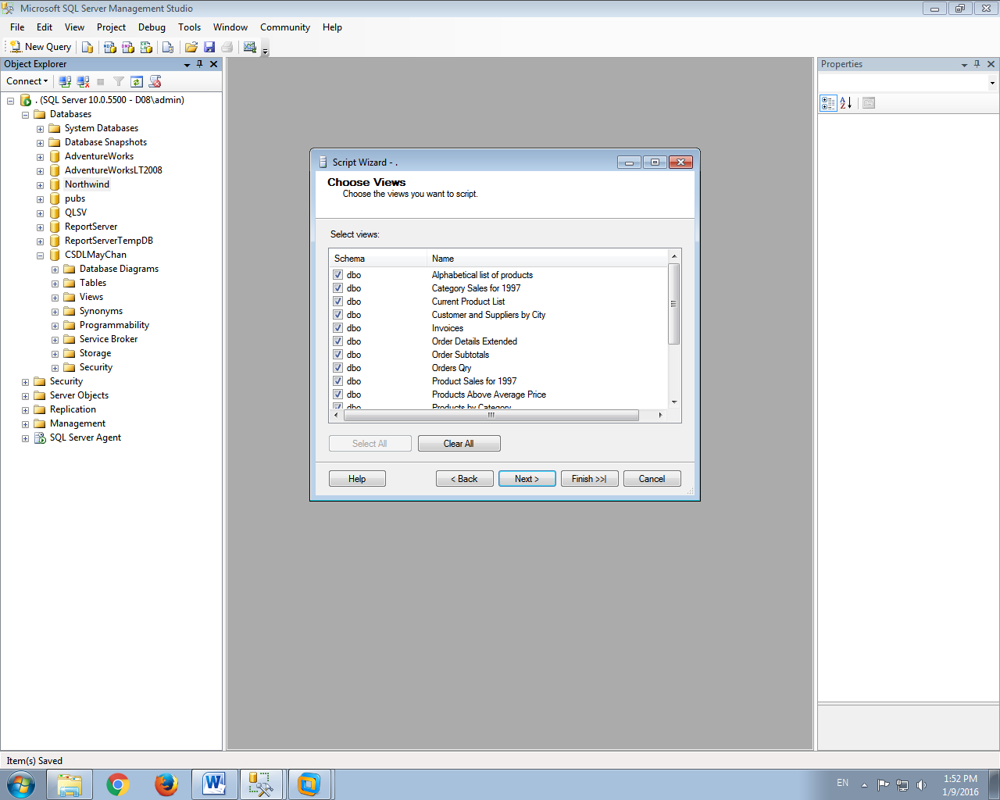 Microsoft SQL Server Management Studio
File Edit View Project Debug Tools Window Community Help
New Query
Object Explorer
Connect
. (SQL Server 10.0.5500 - D08\admin)
Databases
System Databases
Database Snapshots
AdventureWorks
AdventureWorksLT2008
Northwind
pubs
QLSV
ReportServer
ReportServerTempDB
CSDLMayChan
Database Diagrams
Tables
Views
Synonyms
Programmability
Service Broker
Storage
Security
Security
Server Objects
Replication
Management
SQL Server Agent
Script Wizard - .
Choose Views
Choose the views you want to script.
Select views:
Schema Name
dbo Alphabetical list of products
dbo Category Sales for 1997
dbo Current Product List
dbo Customer and Suppliers by City
dbo Invoices
dbo Order Details Extended
dbo Order Subtotals
dbo Orders Qry
dbo Product Sales for 1997
dbo Products Above Average Price
dbo Products by Category
Select All Clear All
Help < Back Next > Finish >>| Cancel
Properties
Item(s) Saved
EN
1:52 PM
1/9/2016